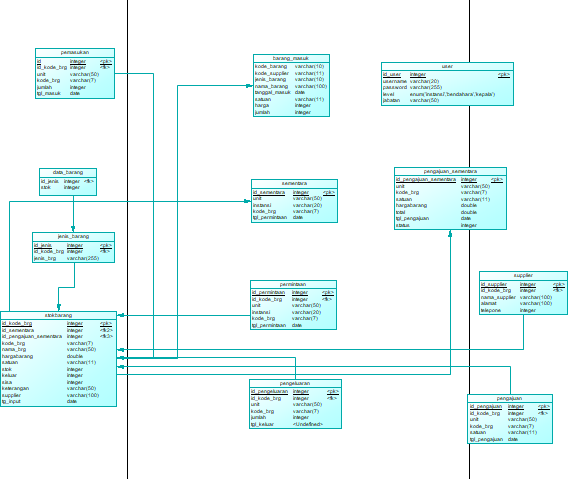 pemasukan
id integer <pk>
id_kode_brg integer <fk>
unit varchar(50)
kode_brg varchar(7)
jumlah integer
tgl_masuk date
barang_masuk
kode_barang varchar(10)
kode_supplier varchar(11)
jenis_barang varchar(10)
nama_barang varchar(100)
tanggal_masuk date
satuan varchar(11)
harga integer
jumlah integer
user
id_user integer <pk>
username varchar(20)
password varchar(255)
level enum('instansi','bendahara','kepala')
jabatan varchar(50)
data_barang
id_jenis integer <fk>
stok integer
sementara
id_sementara integer <pk>
unit varchar(50)
instansi varchar(20)
kode_brg varchar(7)
tgl_permintaan date
pengajuan_sementara
id_pengajuan_sementara integer <pk>
unit varchar(50)
kode_brg varchar(7)
satuan varchar(11)
hargabarang double
total double
tgl_pengajuan date
status integer
jenis_barang
id_jenis integer <pk>
id_kode_brg integer <fk>
jenis_brg varchar(255)
supplier
id_supplier integer <pk>
id_kode_brg integer <fk>
nama_supplier varchar(100)
alamat varchar(100)
telepone integer
permintaan
id_permintaan integer <pk>
id_kode_brg integer <fk>
unit varchar(50)
instansi varchar(20)
kode_brg varchar(7)
tgl_permintaan date
stokbarang
id_kode_brg integer <pk>
id_sementara integer <fk2>
id_pengajuan_sementara integer <fk3>
kode_brg varchar(7)
nama_brg varchar(50)
hargabarang double
satuan varchar(11)
stok integer
keluar integer
sisa integer
keterangan varchar(50)
supplier varchar(100)
tg_input date
pengeluaran
id_pengeluaran integer <pk>
id_kode_brg integer <fk>
unit varchar(50)
kode_brg varchar(7)
jumlah integer
tgl_keluar <Undefined>
pengajuan
id_pengajuan integer <pk>
id_kode_brg integer <fk>
unit varchar(50)
kode_brg varchar(7)
satuan varchar(11)
tgl_pengajuan date